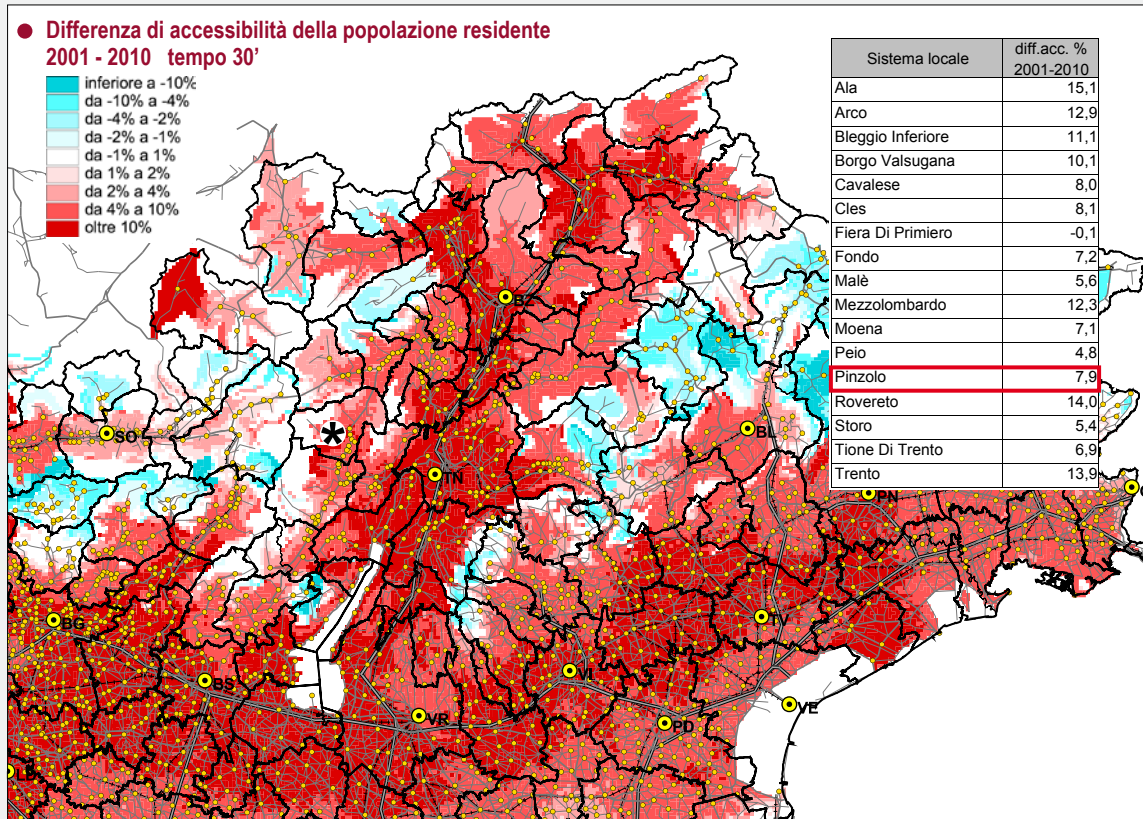 ● Differenza di accessibilità della popolazione residente
2001 - 2010 tempo 30’
inferiore a -10%
da -10% a -4%
da -4% a -2%
da -2% a -1%
da -1% a 1%
da 1% a 2%
da 2% a 4%
da 4% a 10%
oltre 10%
Sistema locale diff.acc. % 2001-2010
Ala 15,1
Arco 12,9
Bleggio Inferiore 11,1
Borgo Valsugana 10,1
Cavalese 8,0
Cles 8,1
Fiera Di Primiero -0,1
Fondo 7,2
Malè 5,6
Mezzolombardo 12,3
Moena 7,1
Peio 4,8
Pinzolo 7,9
Rovereto 14,0
Storo 5,4
Tione Di Trento 6,9
Trento 13,9
BZ
SO
*
BL
TN
PN
BG
BS
VI
VR
PD
VE